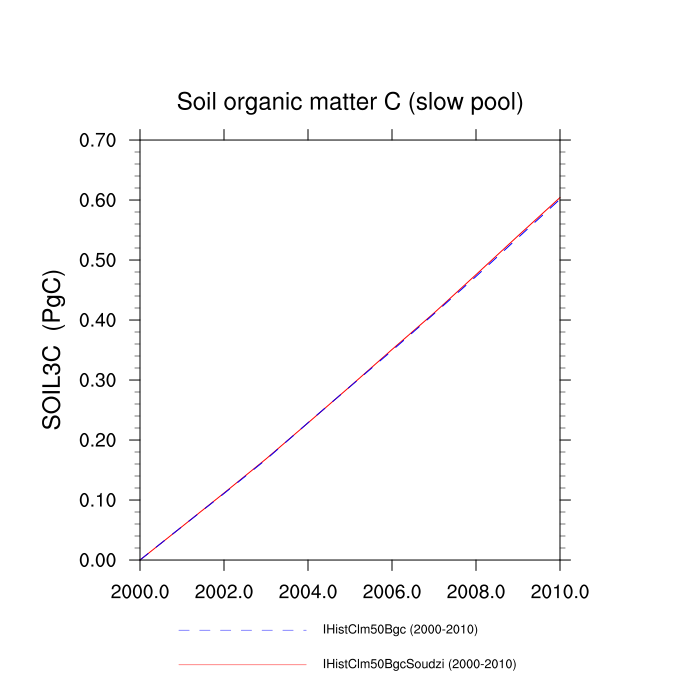 Soil organic matter C (slow pool)
0.70
0.60
0.50
0.40
0.30
0.20
0.10
0.00
SOIL3C (PgC)
2000.0 2002.0 2004.0 2006.0 2008.0 2010.0
IHistClm50Bgc (2000-2010)
IHistClm50BgcSoudzi (2000-2010)